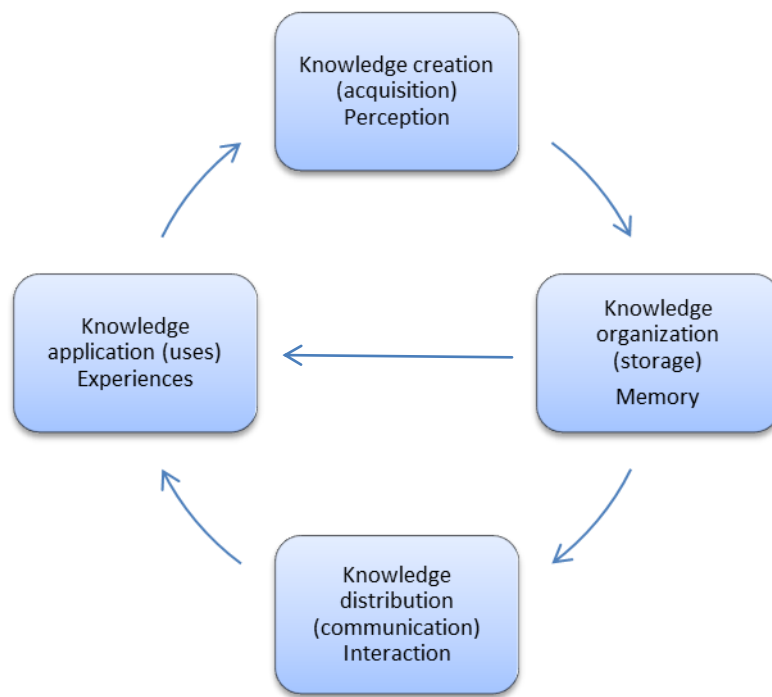 Knowledge creation
(acquisition)
Perception
Knowledge
application (uses)
Experiences
Knowledge
organization
(storage)
Memory
Knowledge
distribution
(communication)
Interaction